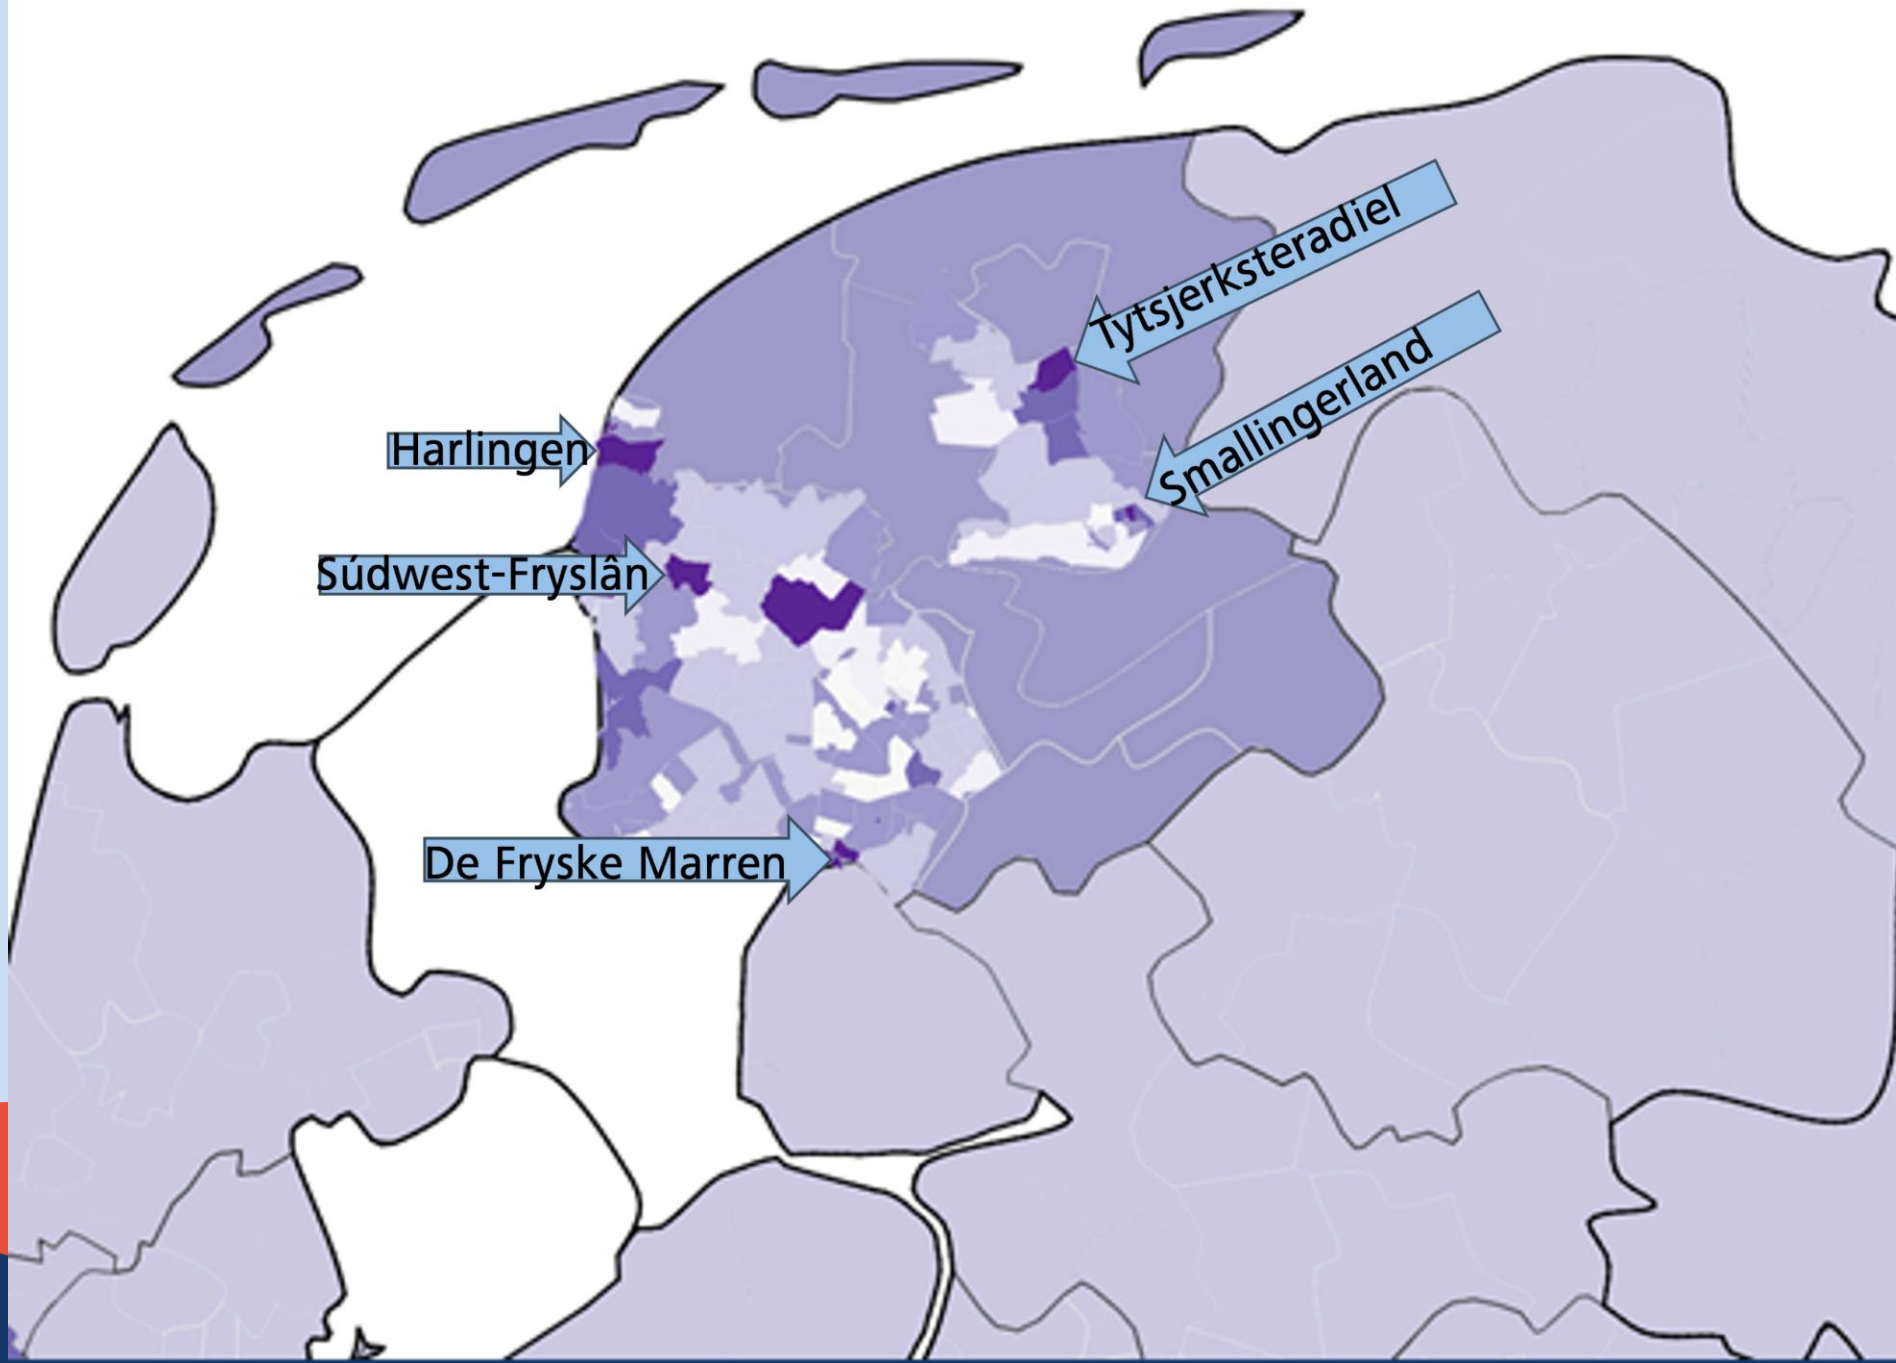 Tytsjerksteradiel
Smallingerland
Harlingen
Súdwest-Fryslân
De Fryske Marren